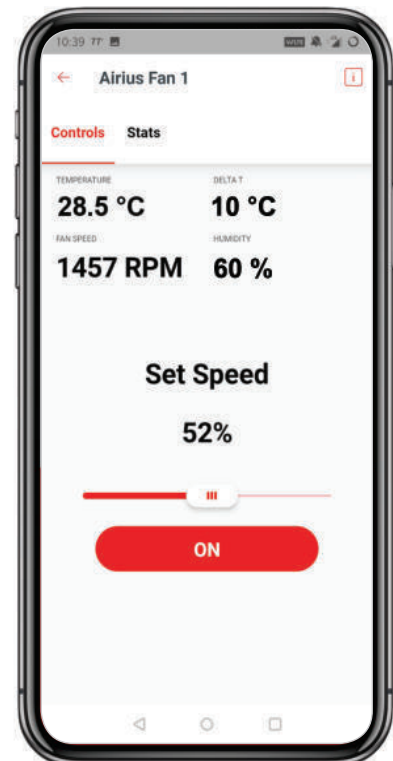 10:39 77°
← Airius Fan 1 i
Controls Stats
TEMPERATURE DELTA T
28.5 °C 10 °C
FAN SPEED HUMIDITY
1457 RPM 60 %
Set Speed
52%
ON